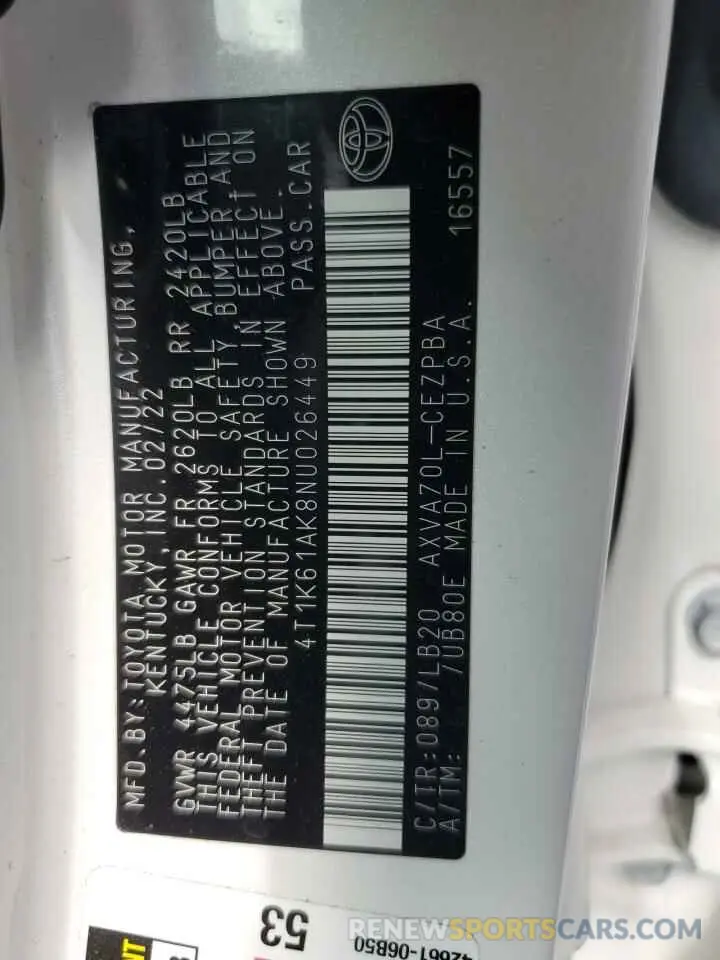 MFD.BY:TOYOTA MOTOR MANUFACTURING,
KENTUCKY, INC.02/22
GVWR 4475LB GAWR FR 2620LB RR 2420LB
THIS VEHICLE CONFORMS TO ALL APPLICABLE
FEDERAL MOTOR VEHICLE SAFETY, BUMPER, AND
THEFT PREVENTION STANDARDS IN EFFECT ON
THE DATE OF MANUFACTURE SHOWN ABOVE.
4T1K61AK8NU026449 PASS.CAR
C/TR:089/LB20 AXVA70L-CEZPBA
A/TM: 7UB80E MADE IN U.S.A. 16557
53
42661-06B50
RENEWSPORTSCARS.COM